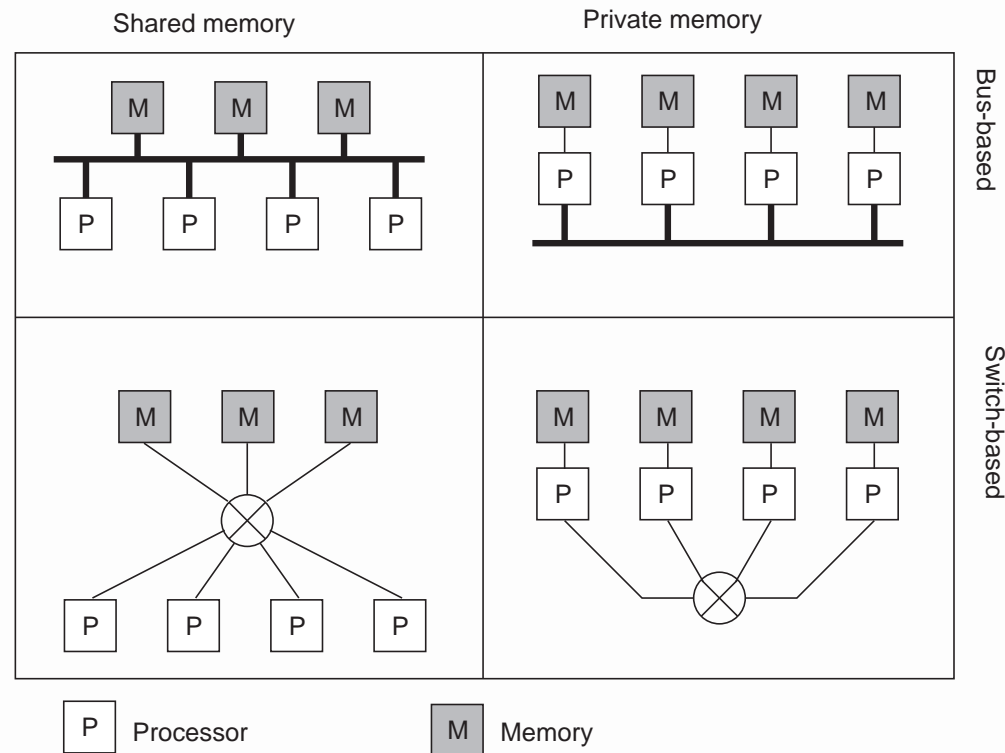 Shared memory
Private memory
M M M
P P P P
M M M M
P P P P
Bus-based
M M M
P P P P
M M M M
P P P P
Switch-based
P Processor
M Memory